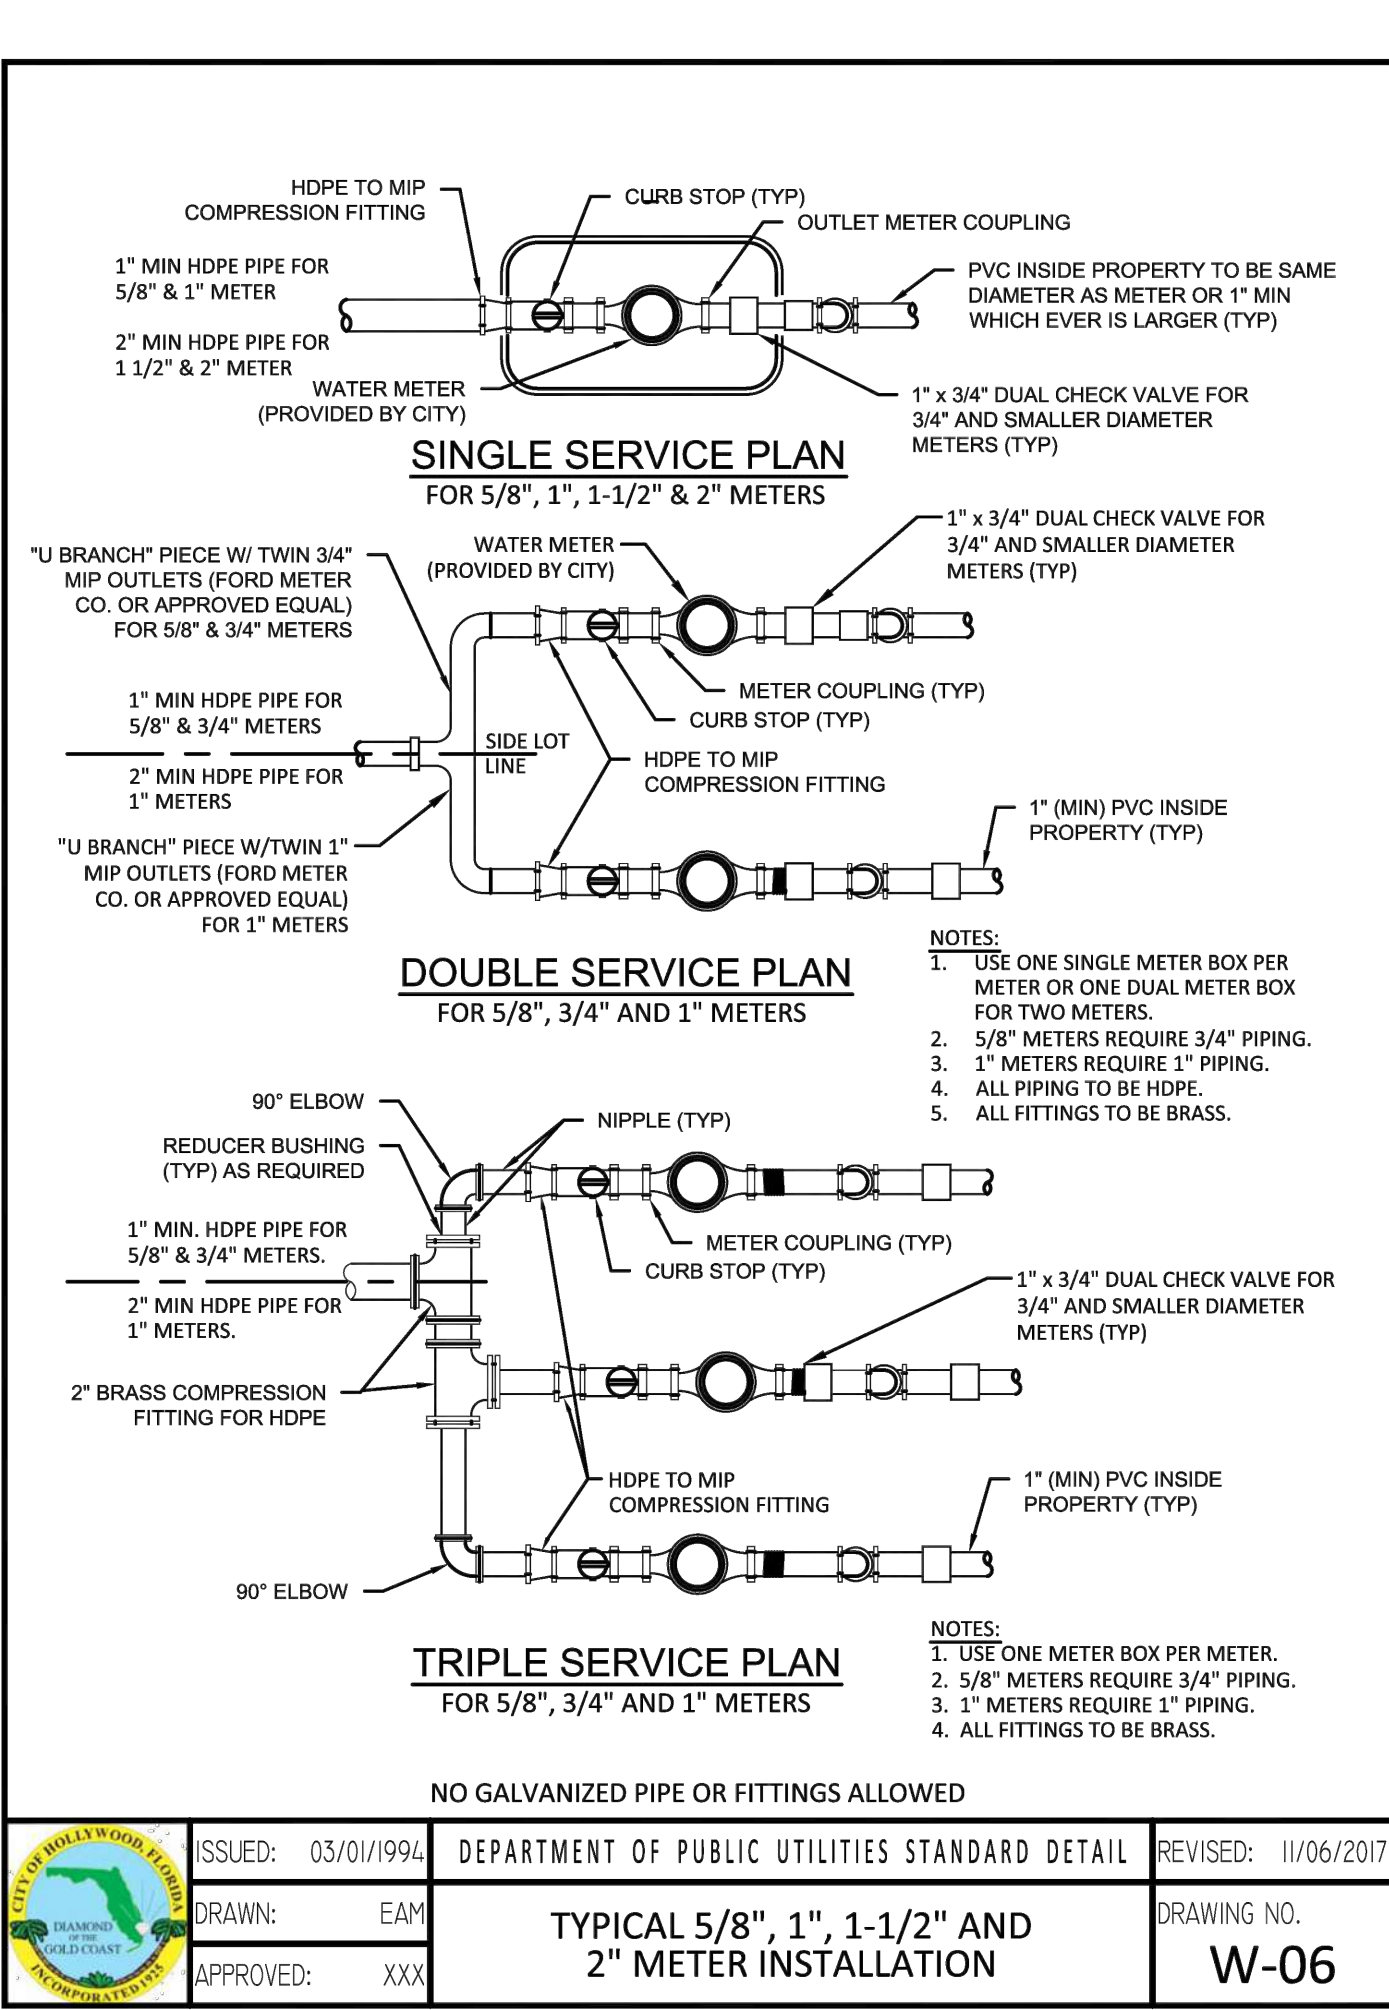 HDPE TO MIP
COMPRESSION FITTING
CURB STOP (TYP)
OUTLET METER COUPLING
1" MIN HDPE PIPE FOR
5/8" & 1" METER
PVC INSIDE PROPERTY TO BE SAME
DIAMETER AS METER OR 1" MIN
WHICH EVER IS LARGER (TYP)
2" MIN HDPE PIPE FOR
1 1/2" & 2" METER
WATER METER
(PROVIDED BY CITY)
1" x 3/4" DUAL CHECK VALVE FOR
3/4" AND SMALLER DIAMETER
METERS (TYP)
SINGLE SERVICE PLAN
FOR 5/8", 1", 1-1/2" & 2" METERS
"U BRANCH" PIECE W/ TWIN 3/4"
MIP OUTLETS (FORD METER
CO. OR APPROVED EQUAL)
FOR 5/8" & 3/4" METERS
WATER METER
(PROVIDED BY CITY)
1" x 3/4" DUAL CHECK VALVE FOR
3/4" AND SMALLER DIAMETER
METERS (TYP)
1" MIN HDPE PIPE FOR
5/8" & 3/4" METERS
METER COUPLING (TYP)
CURB STOP (TYP)
SIDE LOT
LINE
2" MIN HDPE PIPE FOR
1" METERS
HDPE TO MIP
COMPRESSION FITTING
"U BRANCH" PIECE W/TWIN 1"
MIP OUTLETS (FORD METER
CO. OR APPROVED EQUAL)
FOR 1" METERS
1" (MIN) PVC INSIDE
PROPERTY (TYP)
DOUBLE SERVICE PLAN
FOR 5/8", 3/4" AND 1" METERS
NOTES:
1. USE ONE SINGLE METER BOX PER
METER OR ONE DUAL METER BOX
FOR TWO METERS.
2. 5/8" METERS REQUIRE 3/4" PIPING.
3. 1" METERS REQUIRE 1" PIPING.
4. ALL PIPING TO BE HDPE.
5. ALL FITTINGS TO BE BRASS.
90° ELBOW
NIPPLE (TYP)
REDUCER BUSHING
(TYP) AS REQUIRED
1" MIN. HDPE PIPE FOR
5/8" & 3/4" METERS.
METER COUPLING (TYP)
CURB STOP (TYP)
2" MIN HDPE PIPE FOR
1" METERS.
1" x 3/4" DUAL CHECK VALVE FOR
3/4" AND SMALLER DIAMETER
METERS (TYP)
2" BRASS COMPRESSION
FITTING FOR HDPE
HDPE TO MIP
COMPRESSION FITTING
1" (MIN) PVC INSIDE
PROPERTY (TYP)
90° ELBOW
TRIPLE SERVICE PLAN
FOR 5/8", 3/4" AND 1" METERS
NOTES:
1. USE ONE METER BOX PER METER.
2. 5/8" METERS REQUIRE 3/4" PIPING.
3. 1" METERS REQUIRE 1" PIPING.
4. ALL FITTINGS TO BE BRASS.
NO GALVANIZED PIPE OR FITTINGS ALLOWED
CITY OF HOLLYWOOD, FLORIDA
DIAMOND
OF THE
GOLD COAST
INCORPORATED 1925
ISSUED: 03/01/1994
DRAWN: EAM
APPROVED: XXX
DEPARTMENT OF PUBLIC UTILITIES STANDARD DETAIL
TYPICAL 5/8", 1", 1-1/2" AND
2" METER INSTALLATION
REVISED: 11/06/2017
DRAWING NO.
W-06